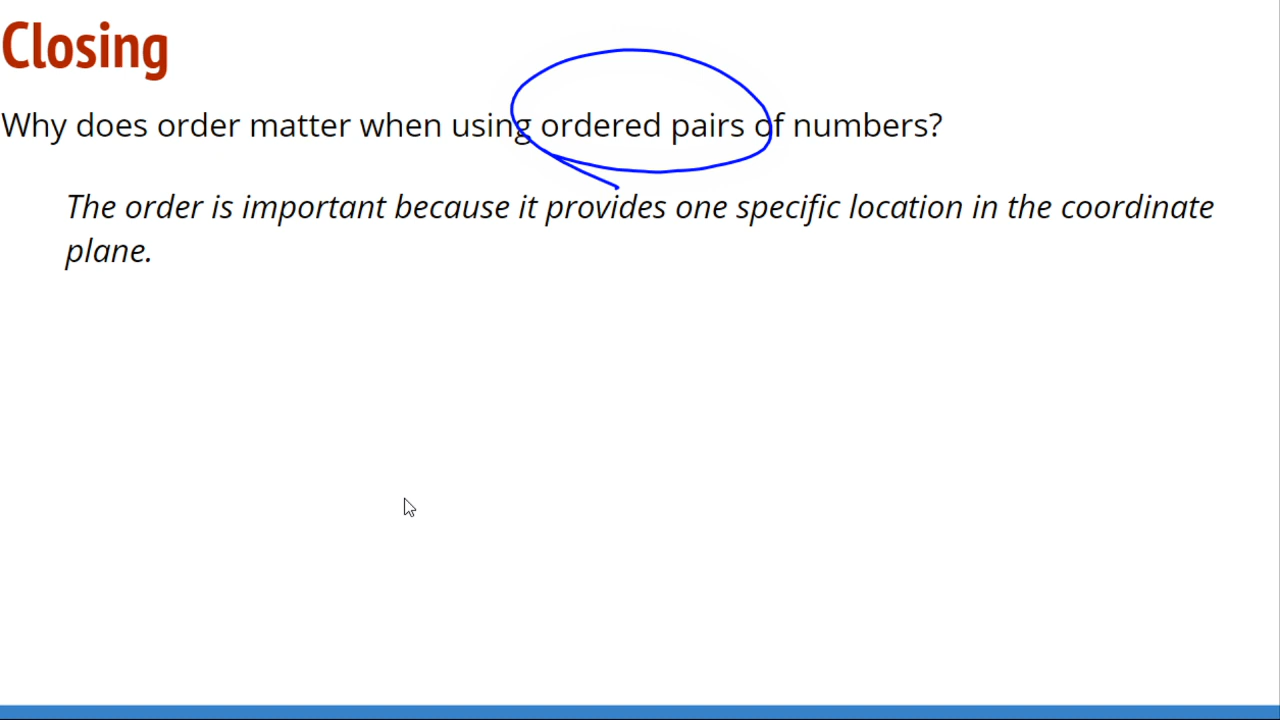 Closing
Why does order matter when using ordered pairs of numbers?
The order is important because it provides one specific location in the coordinate
plane.